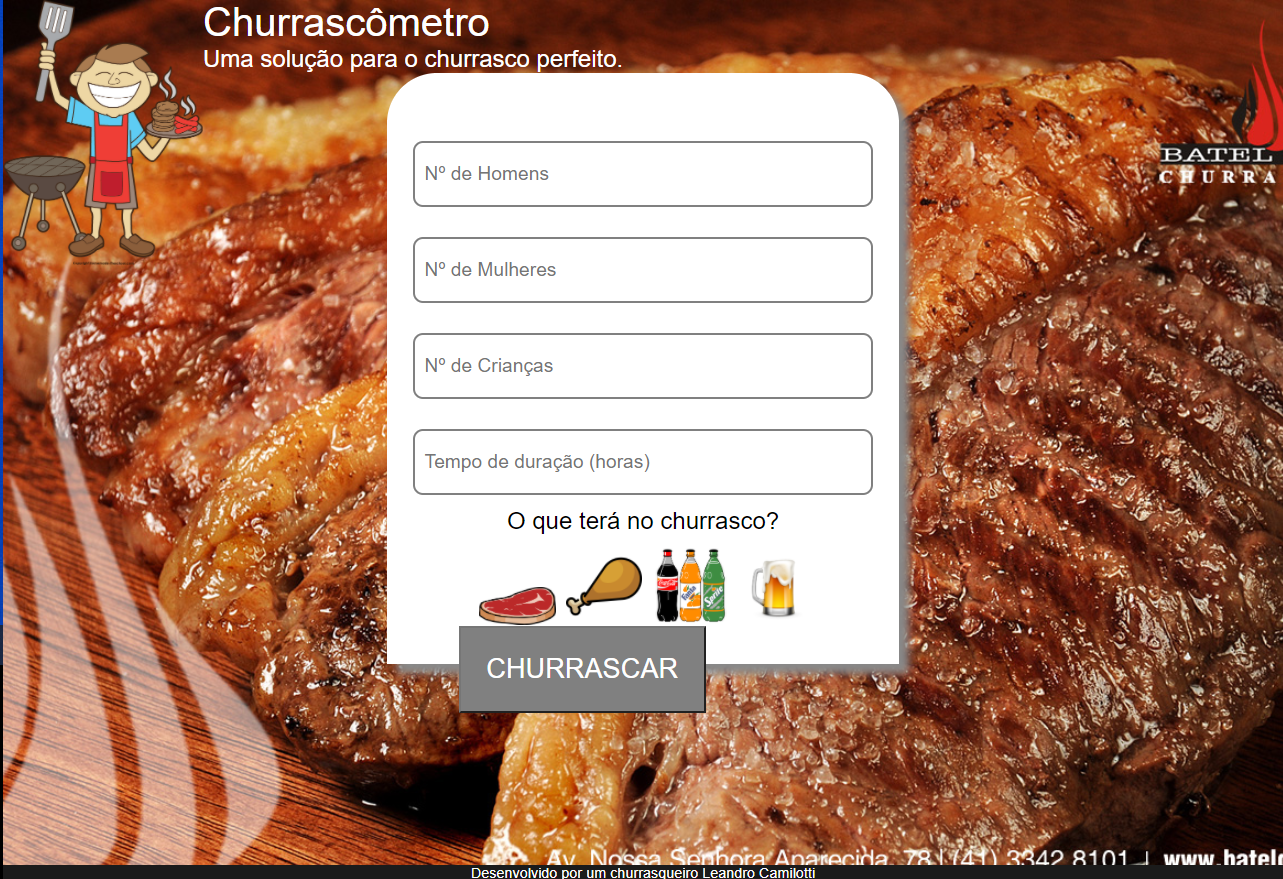 Churrascômetro
Uma solução para o churrasco perfeito.
BATEL
CHURRA
Nº de Homens
Nº de Mulheres
Nº de Crianças
Tempo de duração (horas)
O que terá no churrasco?
Coca-Cola
Fanta
Sprite
CHURRASCAR
Av. Nossa Senhora Aparecida, 78 | (41) 3342 8101 | www.batel
Desenvolvido por um churrasqueiro Leandro Camilotti